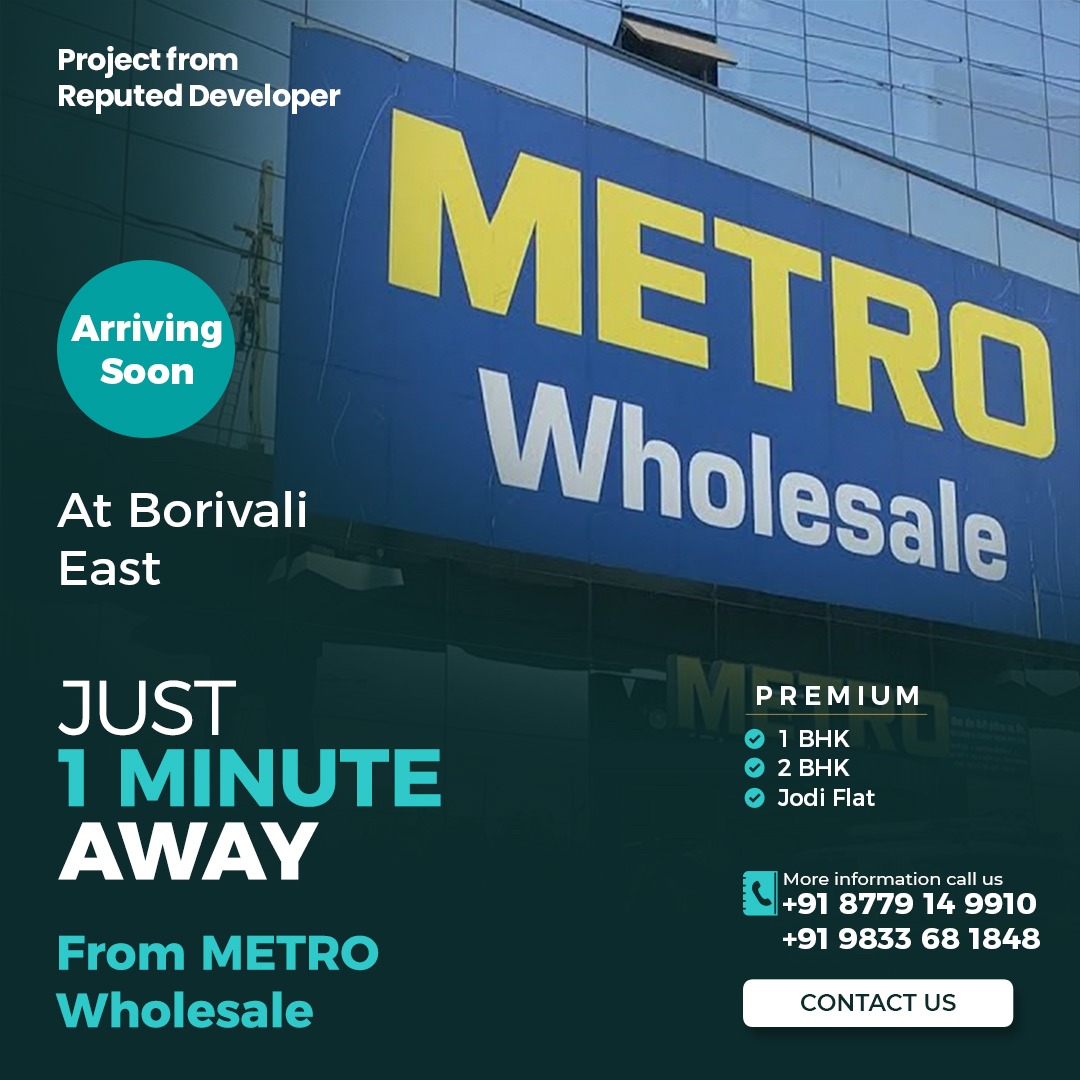 Project from
Reputed Developer
METRO
Wholesale
Arriving
Soon
At Borivali
East
JUST
1 MINUTE
AWAY
From METRO
Wholesale
METRO
PREMIUM
1 BHK
2 BHK
Jodi Flat
More information call us
+91 8779 14 9910
+91 9833 68 1848
CONTACT US